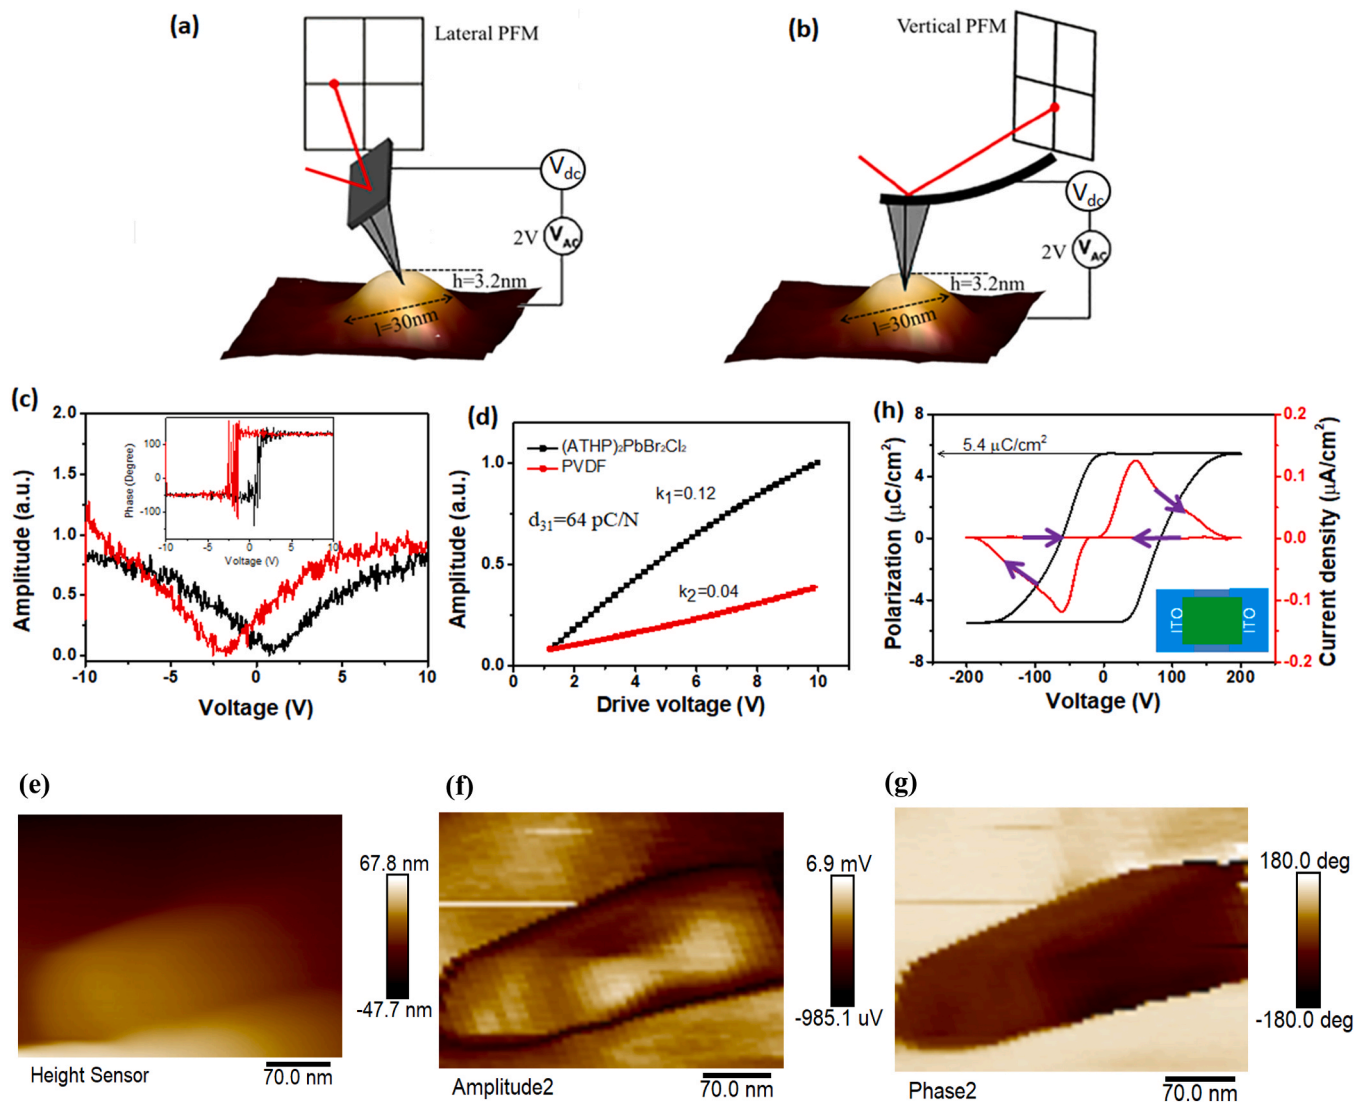 (a)
Lateral PFM
Vdc
2V
VAC
h=3.2nm
l=30nm
(b)
Vertical PFM
Vdc
2V
VAC
h=3.2nm
l=30nm
(c)
Amplitude (a.u.)
2.0
1.5
1.0
0.5
0.0
-10
-5
0
5
10
Voltage (V)
Phase (Degree)
100
0
-100
-10
-5
0
5
10
Voltage (V)
(d)
Amplitude (a.u.)
1.0
0.5
0.0
(ATHP)₂PbBr₂Cl₂
PVDF
k₁=0.12
d₃₁=64 pC/N
k₂=0.04
0
2
4
6
8
10
Drive voltage (V)
(h)
Polarization (μC/cm²)
8
4
0
-4
-8
5.4 μC/cm²
ITO
ITO
-200
-100
0
100
200
Voltage (V)
0.2
0.1
0.0
-0.1
-0.2
Current density (μA/cm²)
(e)
67.8 nm
-47.7 nm
Height Sensor
70.0 nm
(f)
6.9 mV
-985.1 uV
Amplitude2
70.0 nm
(g)
180.0 deg
-180.0 deg
Phase2
70.0 nm